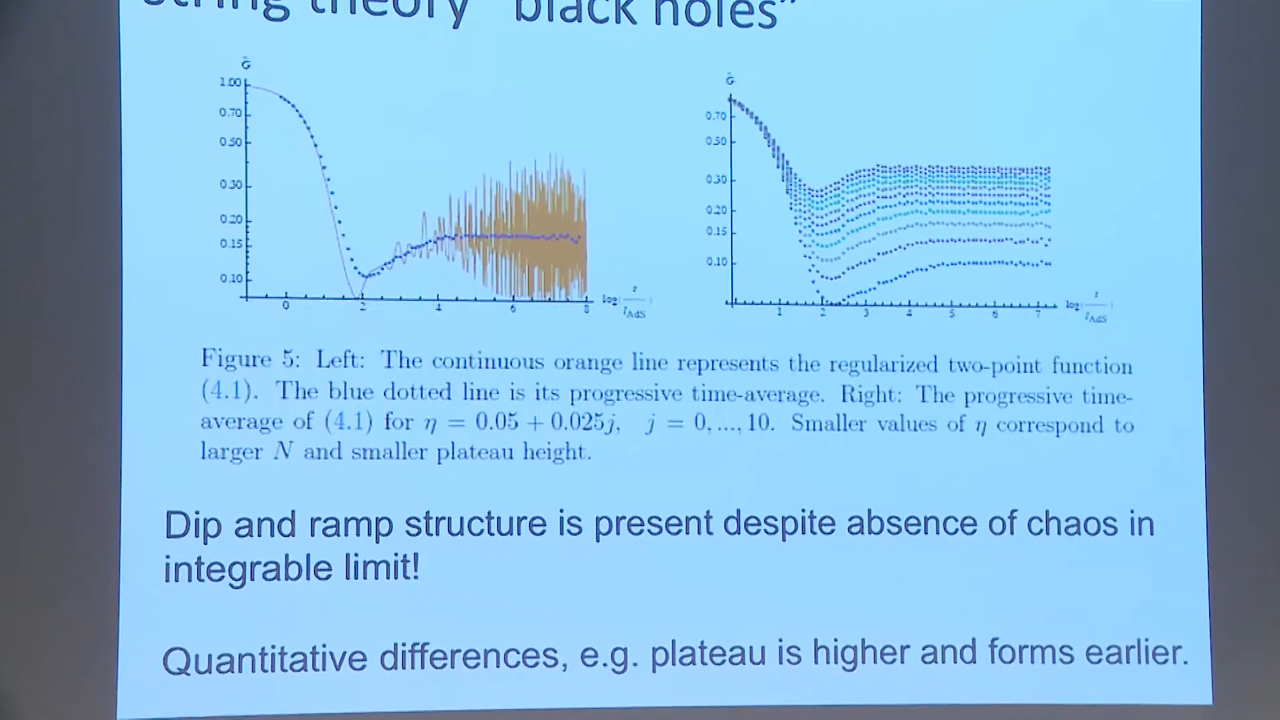 string theory "black holes"
Ĝ
1.00
0.70
0.50
0.30
0.20
0.15
0.10
0 2 4 6 8
log t
ℓAdS
Ĝ
0.70
0.50
0.30
0.20
0.15
0.10
1 2 3 4 5 6 7
log t
ℓAdS
Figure 5: Left: The continuous orange line represents the regularized two-point function
(4.1). The blue dotted line is its progressive time-average. Right: The progressive time-
average of (4.1) for η = 0.05 + 0.025j, j = 0, ..., 10. Smaller values of η correspond to
larger N and smaller plateau height.
Dip and ramp structure is present despite absence of chaos in
integrable limit!
Quantitative differences, e.g. plateau is higher and forms earlier.